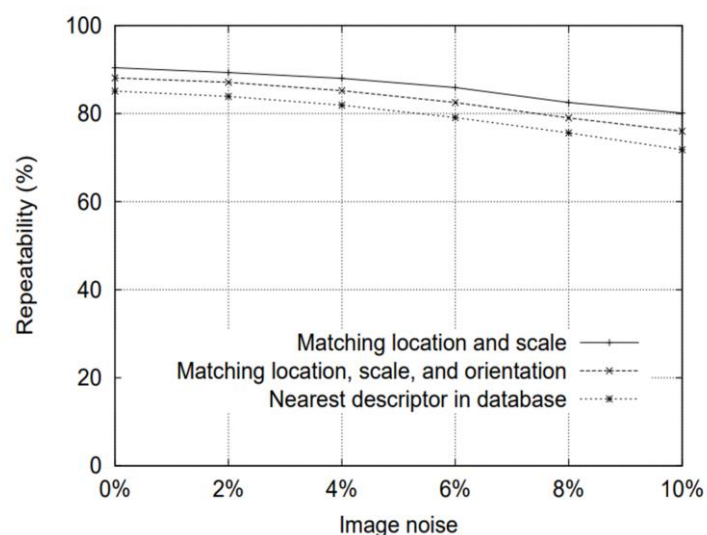 100
80
60
40
20
0
Repeatability (%)
Matching location and scale
Matching location, scale, and orientation
Nearest descriptor in database
0% 2% 4% 6% 8% 10%
Image noise